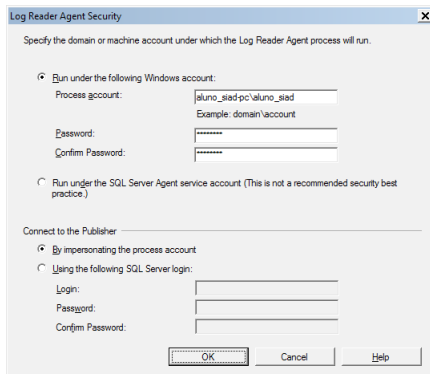 Log Reader Agent Security
Specify the domain or machine account under which the Log Reader Agent process will run.
Run under the following Windows account:
Process account: aluno_siad-pc\aluno_siad
Example: domain\account
Password: ••••••••
Confirm Password: ••••••••
Run under the SQL Server Agent service account (This is not a recommended security best
practice.)
Connect to the Publisher
By impersonating the process account
Using the following SQL Server login:
Login:
Password:
Confirm Password:
OK Cancel Help